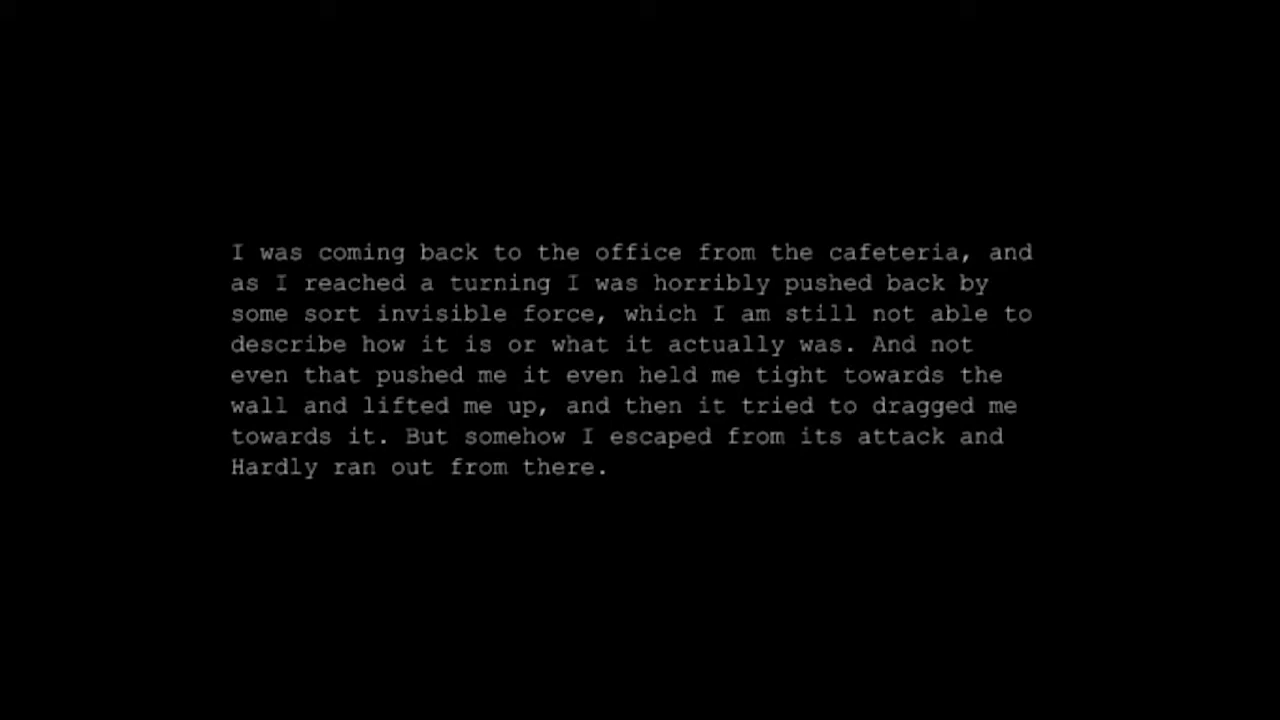 I was coming back to the office from the cafeteria, and
as I reached a turning I was horribly pushed back by
some sort invisible force, which I am still not able to
describe how it is or what it actually was. And not
even that pushed me it even held me tight towards the
wall and lifted me up, and then it tried to dragged me
towards it. But somehow I escaped from its attack and
Hardly ran out from there.